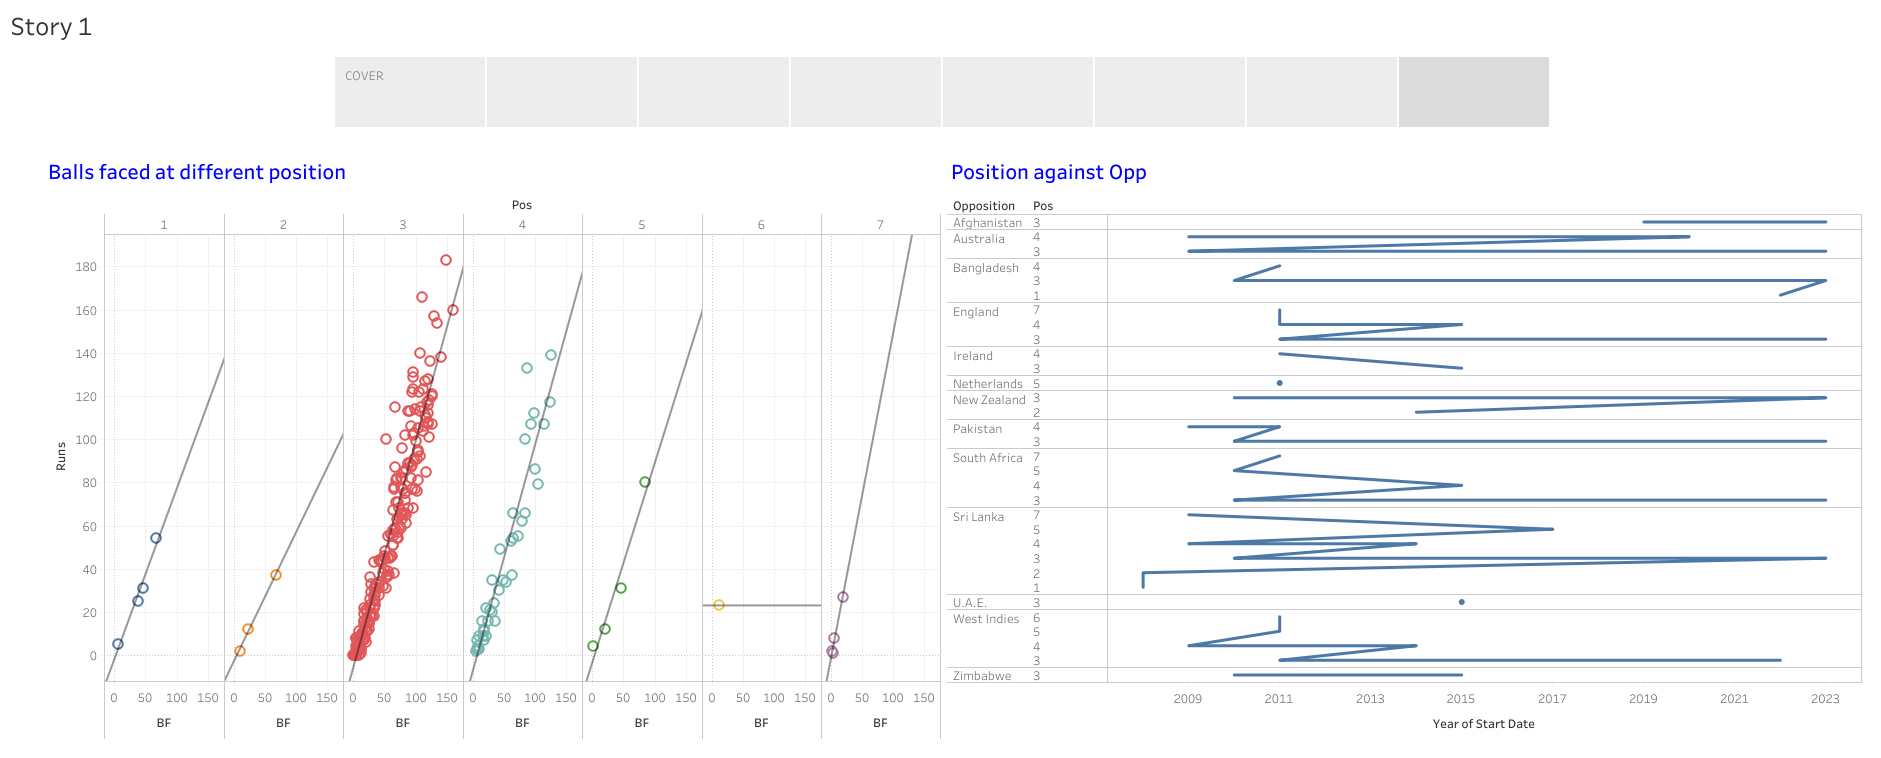 Story 1
COVER
Balls faced at different position
Pos
1 2 3 4 5 6 7
180
160
140
120
100
80
60
40
20
0
Runs
0 50 100 150 0 50 100 150 0 50 100 150 0 50 100 150 0 50 100 150 0 50 100 150 0 50 100 150
BF BF BF BF BF BF BF
Position against Opp
Opposition Pos
Afghanistan 3
Australia 4
3
Bangladesh 4
3
1
England 7
4
3
Ireland 4
3
Netherlands 5
New Zealand 3
2
Pakistan 4
3
South Africa 7
5
4
3
Sri Lanka 7
5
4
3
2
1
U.A.E. 3
West Indies 6
5
4
3
Zimbabwe 3
2009 2011 2013 2015 2017 2019 2021 2023
Year of Start Date